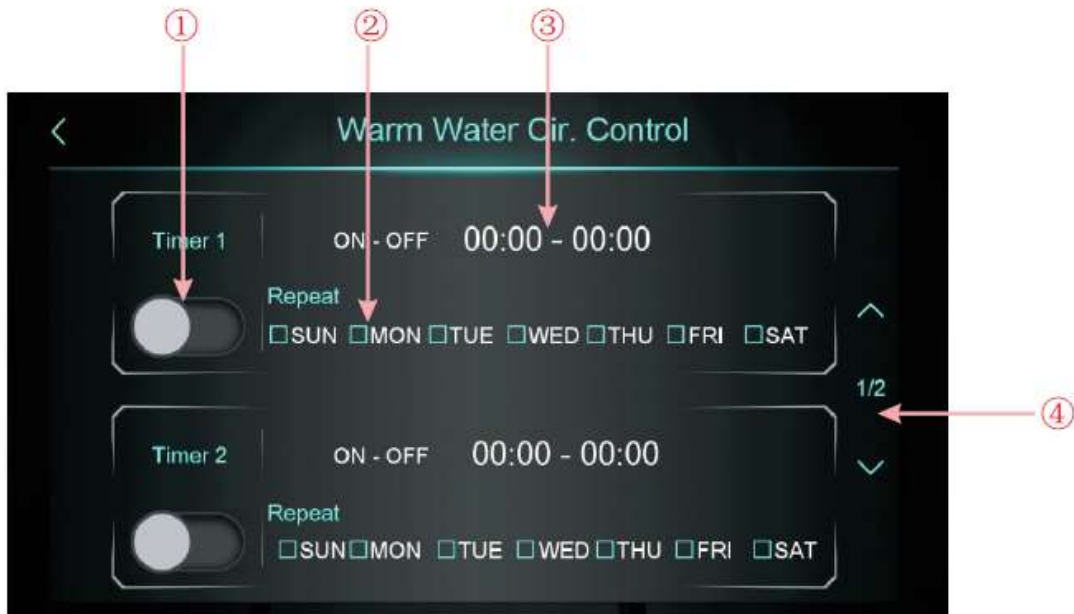 ① ② ③
Warm Water Cir. Control
Timer 1 ON - OFF 00:00 - 00:00
Repeat
□SUN □MON □TUE □WED □THU □FRI □SAT
1/2
④
Timer 2 ON - OFF 00:00 - 00:00
Repeat
□SUN □MON □TUE □WED □THU □FRI □SAT